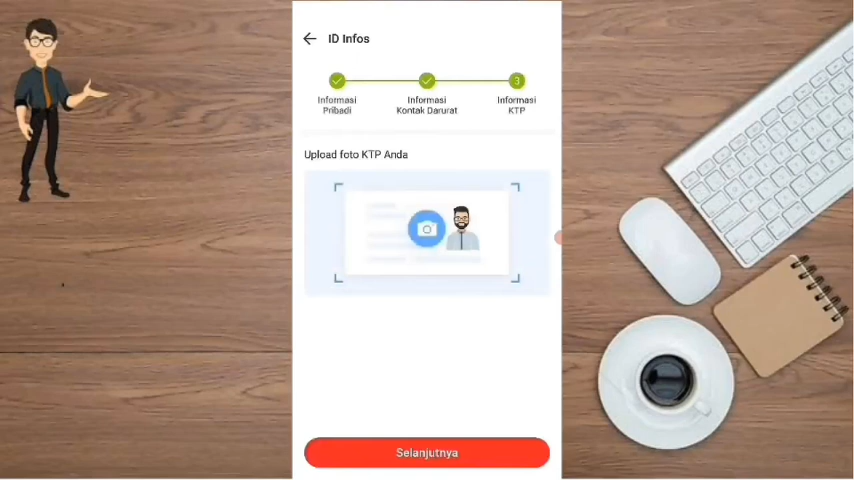 ID Infos
3
Informasi
Pribadi
Informasi
Kontak Darurat
Informasi
KTP
Upload foto KTP Anda
Selanjutnya